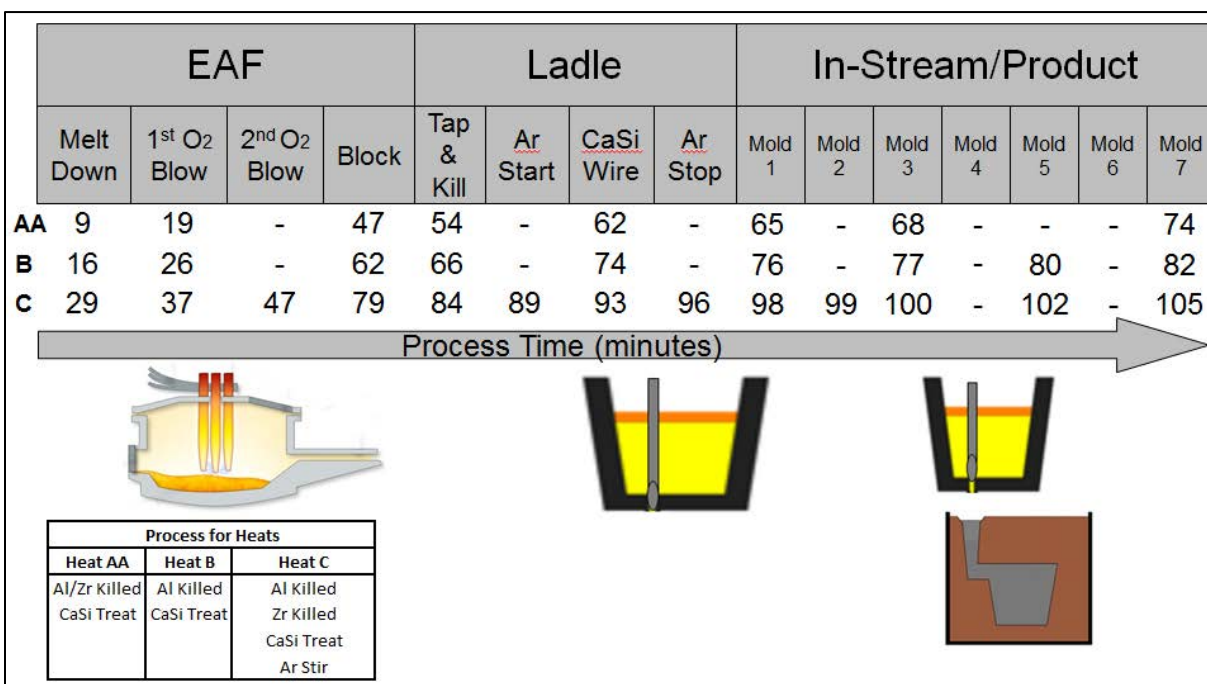 EAF Ladle In-Stream/Product
Melt Down 1st O2 Blow 2nd O2 Blow Block Tap & Kill Ar Start CaSi Wire Ar Stop Mold 1 Mold 2 Mold 3 Mold 4 Mold 5 Mold 6 Mold 7
AA 9 19 - 47 54 - 62 - 65 - 68 - - - 74
B 16 26 - 62 66 - 74 - 76 - 77 - 80 - 82
C 29 37 47 79 84 89 93 96 98 99 100 - 102 - 105
Process Time (minutes)
Process for Heats
Heat AA Heat B Heat C
Al/Zr Killed Al Killed Al Killed
CaSi Treat CaSi Treat Zr Killed
CaSi Treat
Ar Stir